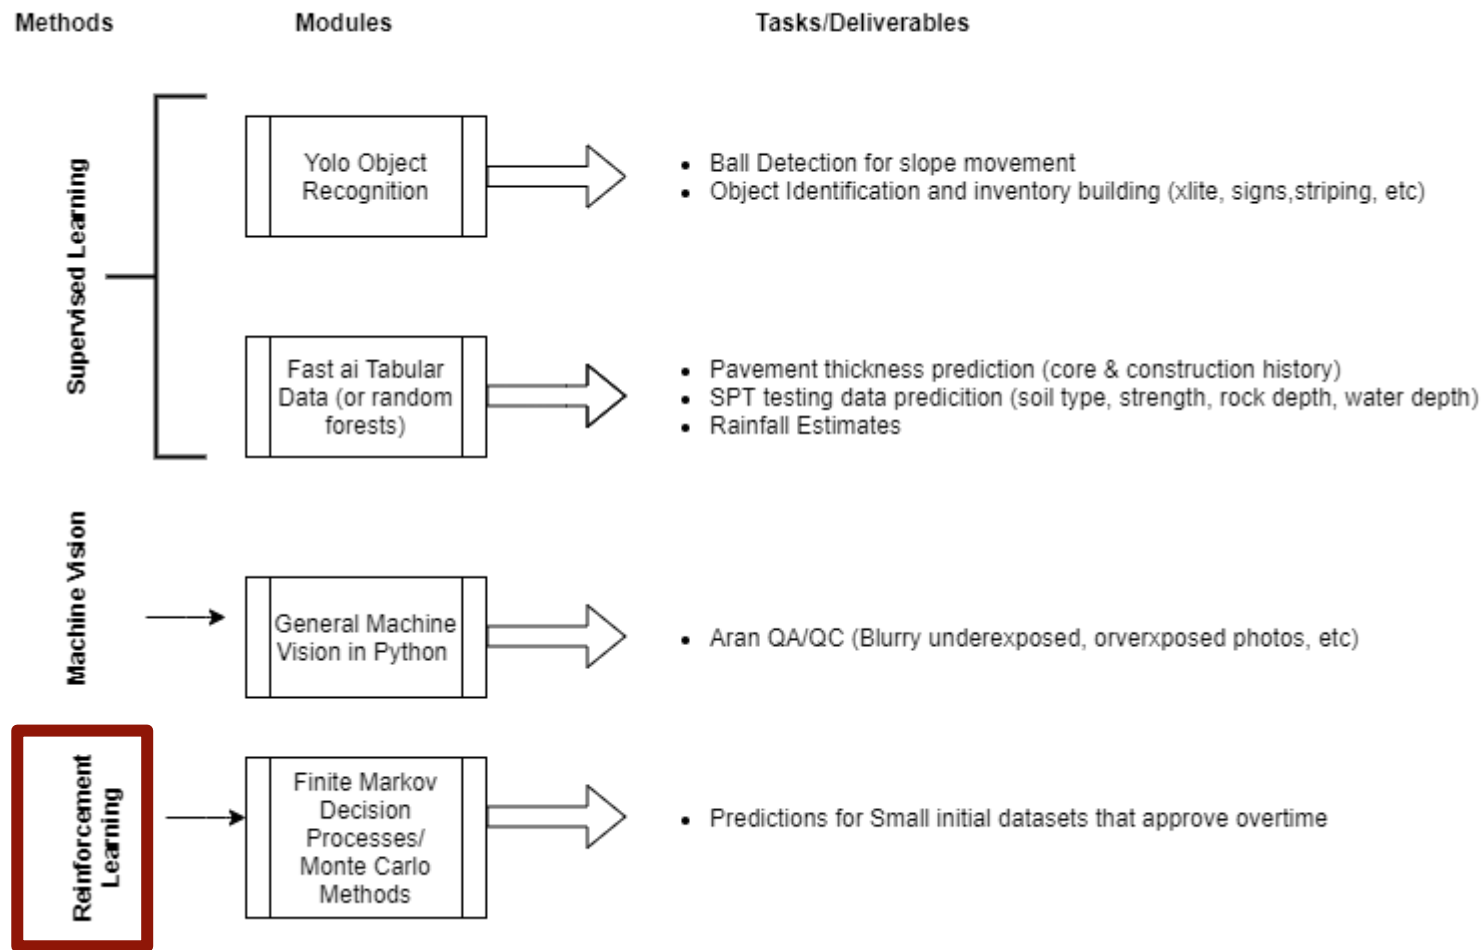 Methods
Modules
Tasks/Deliverables
Supervised Learning
Yolo Object
Recognition
• Ball Detection for slope movement
• Object Identification and inventory building (xlite, signs,striping, etc)
Fast ai Tabular
Data (or random
forests)
• Pavement thickness prediction (core & construction history)
• SPT testing data predicition (soil type, strength, rock depth, water depth)
• Rainfall Estimates
Machine Vision
General Machine
Vision in Python
• Aran QA/QC (Blurry underexposed, orverxposed photos, etc)
Reinforcement
Learning
Finite Markov
Decision
Processes/
Monte Carlo
Methods
• Predictions for Small initial datasets that approve overtime